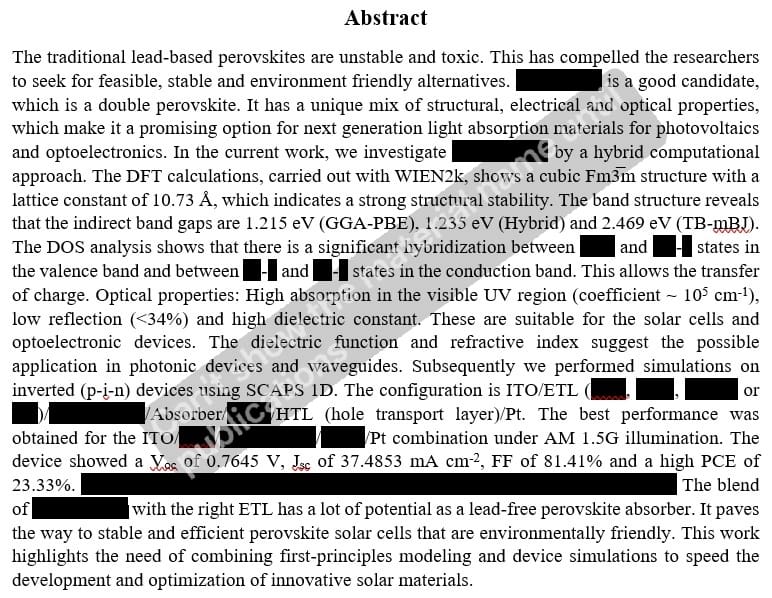 Abstract
The traditional lead-based perovskites are unstable and toxic. This has compelled the researchers
to seek for feasible, stable and environment friendly alternatives. is a good candidate,
which is a double perovskite. It has a unique mix of structural, electrical and optical properties,
which make it a promising option for next generation light absorption materials for photovoltaics
and optoelectronics. In the current work, we investigate by a hybrid computational
approach. The DFT calculations, carried out with WIEN2k, shows a cubic Fm3̅m structure with a
lattice constant of 10.73 Å, which indicates a strong structural stability. The band structure reveals
that the indirect band gaps are 1.215 eV (GGA-PBE), 1.235 eV (Hybrid) and 2.469 eV (TB-mBJ).
The DOS analysis shows that there is a significant hybridization between and - states in
the valence band and between - and - states in the conduction band. This allows the transfer
of charge. Optical properties: High absorption in the visible UV region (coefficient ~ 10⁵ cm⁻¹),
low reflection (<34%) and high dielectric constant. These are suitable for the solar cells and
optoelectronic devices. The dielectric function and refractive index suggest the possible
application in photonic devices and waveguides. Subsequently we performed simulations on
inverted (p-i-n) devices using SCAPS 1D. The configuration is ITO/ETL ( , , or
)/ /Absorber/ /HTL (hole transport layer)/Pt. The best performance was
obtained for the ITO/ / /Pt combination under AM 1.5G illumination. The
device showed a Voc of 0.7645 V, Jsc of 37.4853 mA cm⁻², FF of 81.41% and a high PCE of
23.33%. The blend
of with the right ETL has a lot of potential as a lead-free perovskite absorber. It paves
the way to stable and efficient perovskite solar cells that are environmentally friendly. This work
highlights the need of combining first-principles modeling and device simulations to speed the
development and optimization of innovative solar materials.
show the material name until
publications